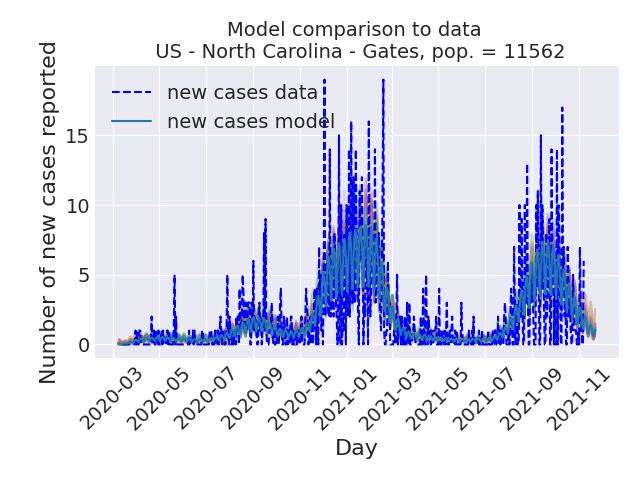 Model comparison to data
US - North Carolina - Gates, pop. = 11562
Number of new cases reported
new cases data
new cases model
15
10
5
0
2020-03
2020-05
2020-07
2020-09
2020-11
2021-01
2021-03
2021-05
2021-07
2021-09
2021-11
Day